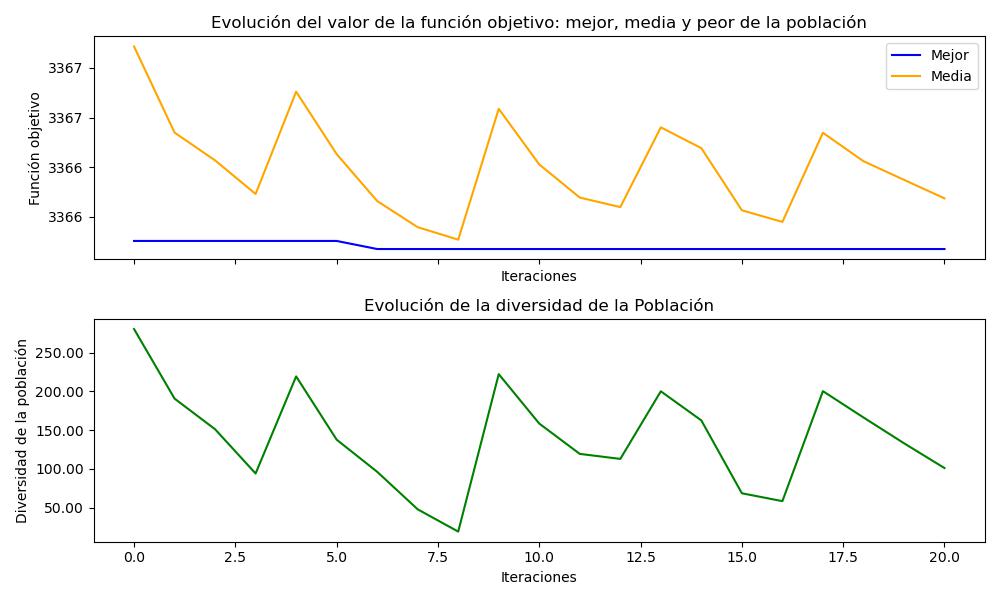 Evolución del valor de la función objetivo: mejor, media y peor de la población
Función objetivo
3367
3367
3366
3366
Mejor
Media
Iteraciones
Evolución de la diversidad de la Población
Diversidad de la población
250.00
200.00
150.00
100.00
50.00
0.0 2.5 5.0 7.5 10.0 12.5 15.0 17.5 20.0
Iteraciones